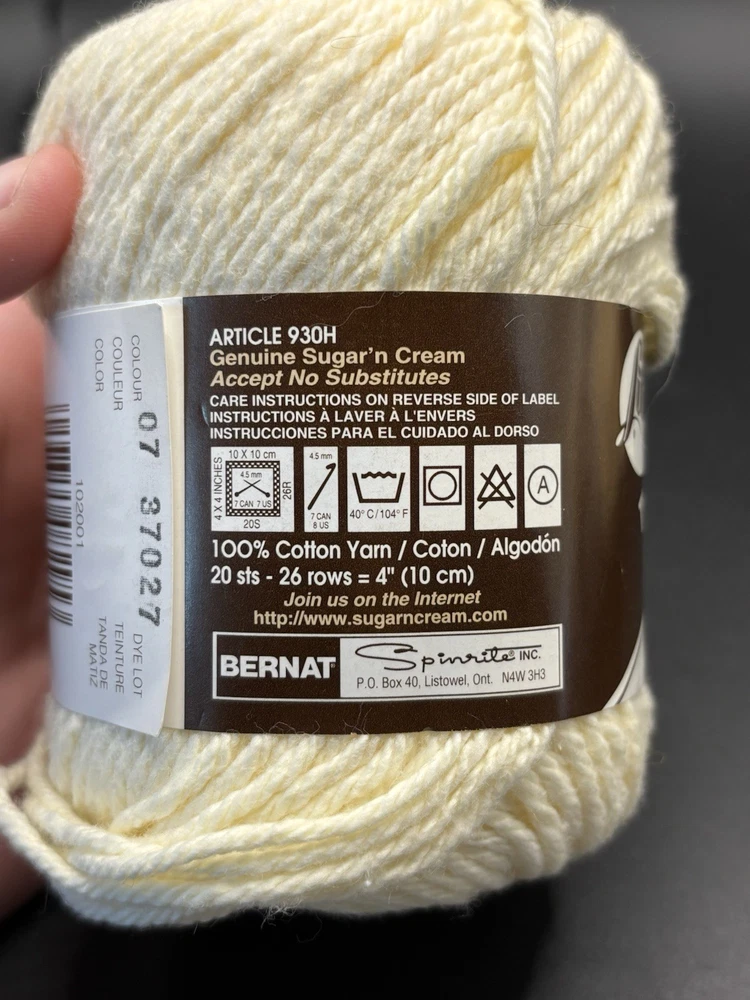 ARTICLE 930H
Genuine Sugar'n Cream
Accept No Substitutes
CARE INSTRUCTIONS ON REVERSE SIDE OF LABEL
INSTRUCTIONS À LAVER À L'ENVERS
INSTRUCCIONES PARA EL CUIDADO AL DORSO
10 X 10 cm
4 X 4 INCHES
4.5 mm
7 CAN 7 US
26R
20S
4.5 mm
7 CAN
8 US
40° C/104° F
A
100% Cotton Yarn / Coton / Algodón
20 sts - 26 rows = 4" (10 cm)
Join us on the Internet
http://www.sugarncream.com
BERNAT
Spinrite® INC.
P.O. Box 40, Listowel, Ont. N4W 3H3
COLOUR 07 37027 DYE LOT
COULEUR TEINTURE
COLOR TANDA DE
MATIZ
102001